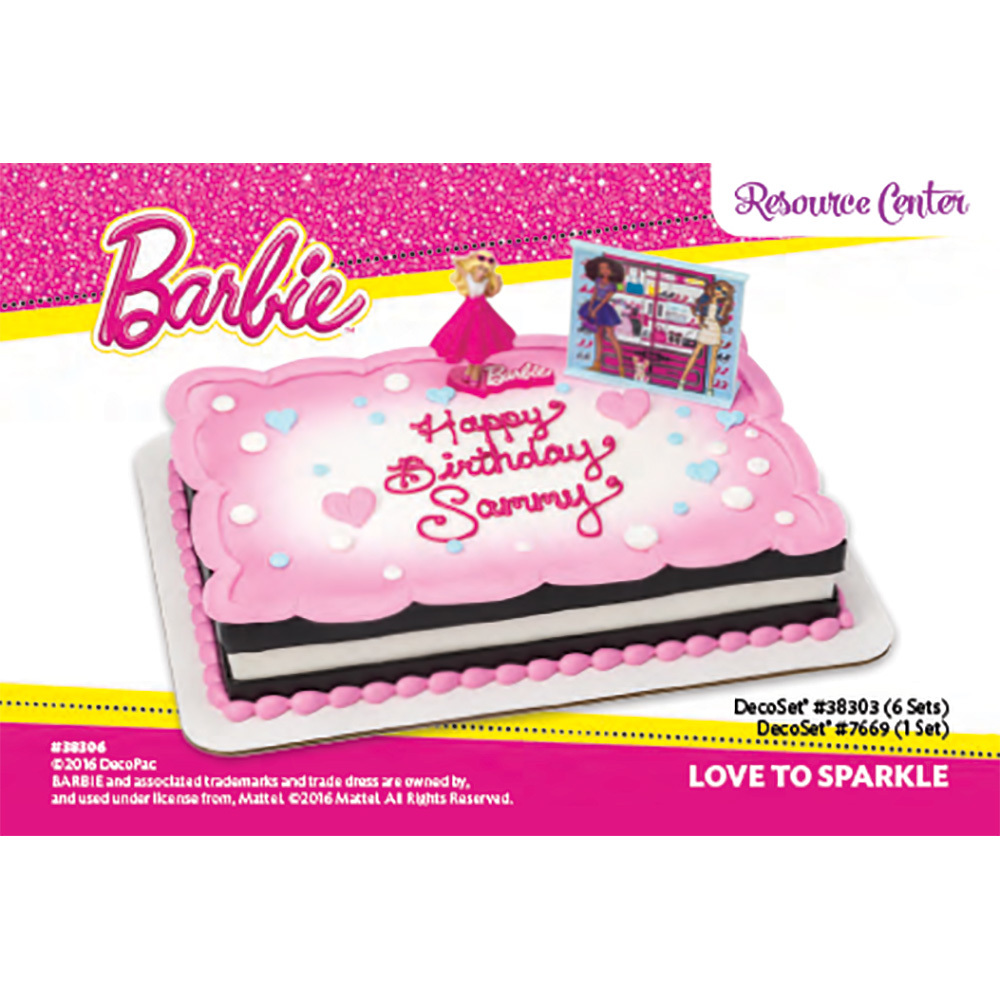 Resource Center
Barbie™
Barbie
Happy
Birthday
Sammy
DecoSet® #38303 (6 Sets)
DecoSet® #7669 (1 Set)
#38306
©2016 DecoPac
BARBIE and associated trademarks and trade dress are owned by,
and used under license from, Mattel. ©2016 Mattel. All Rights Reserved.
LOVE TO SPARKLE